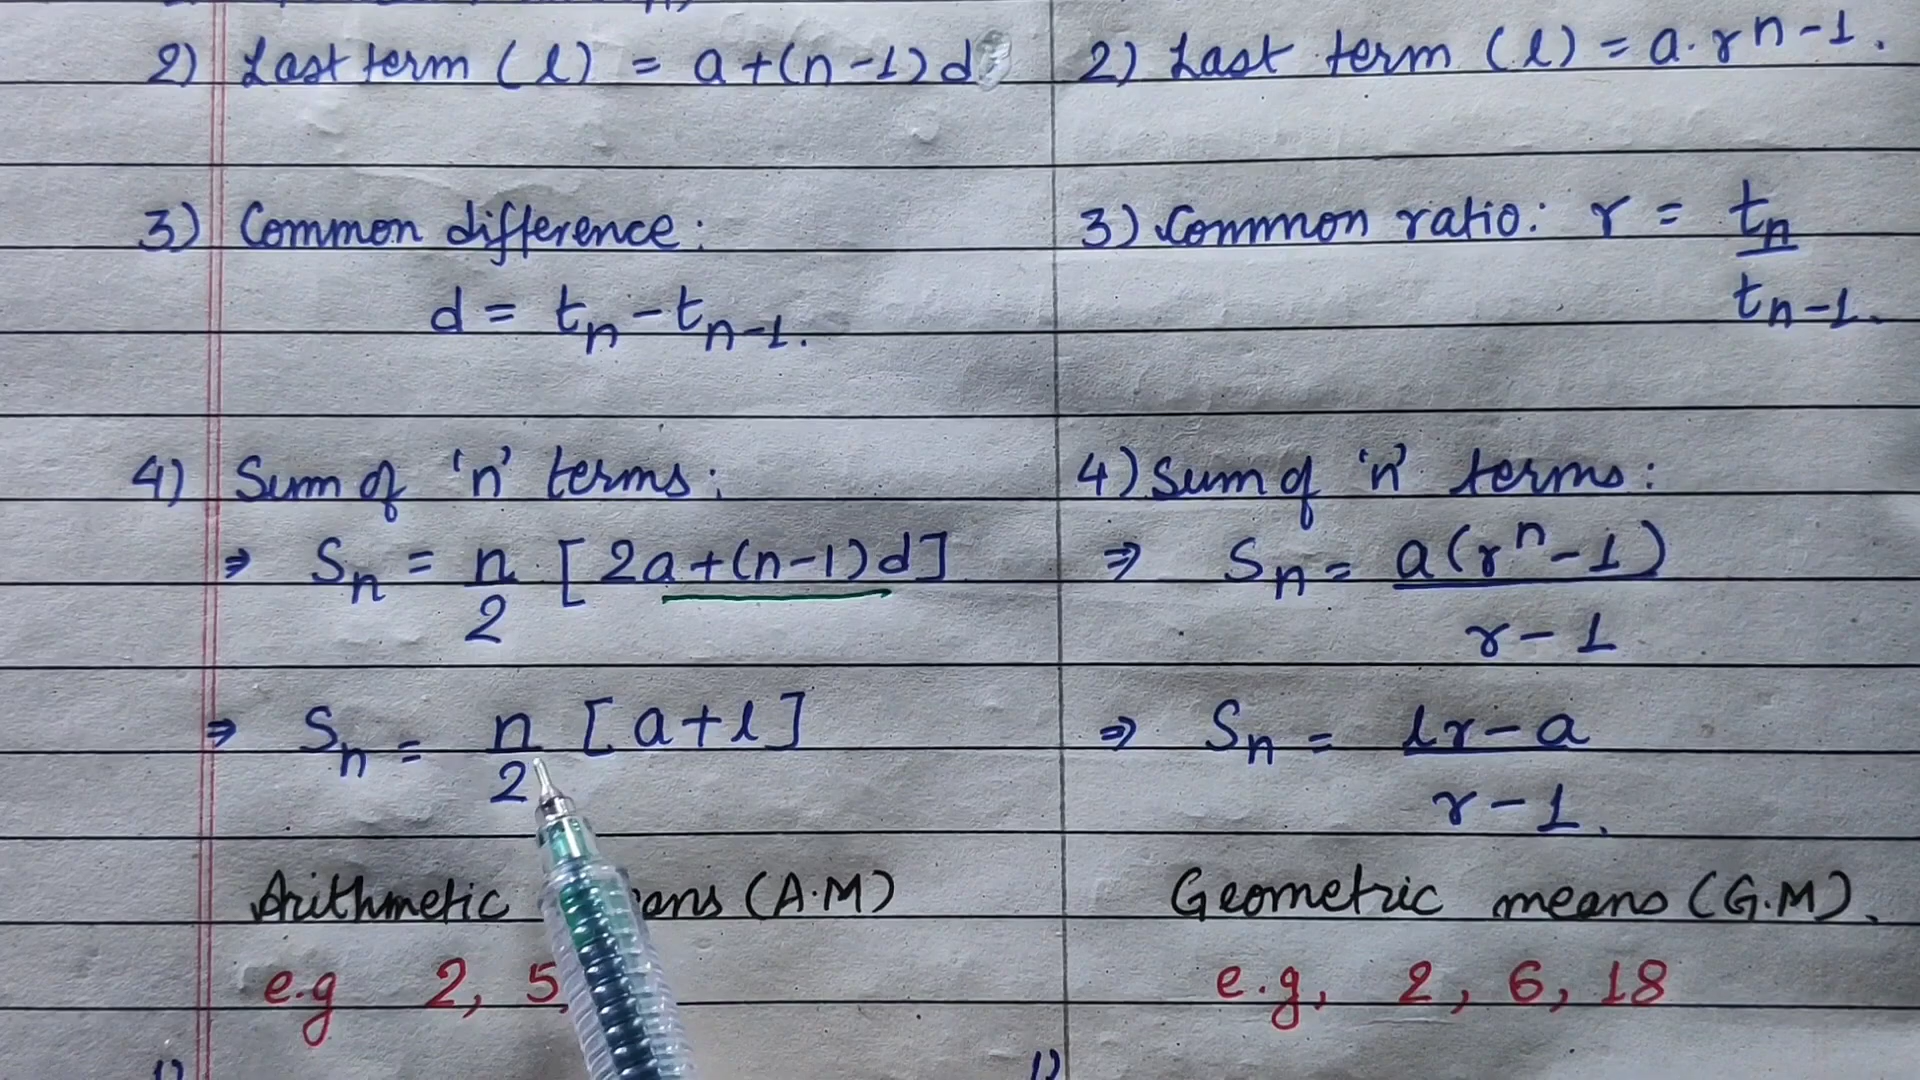 2) Last term (l) = a+(n-1)d
3) Common difference:
d = tn - tn-1.
4) Sum of 'n' terms:
⇒ Sn = n/2 [2a+(n-1)d]
⇒ Sn = n/2 [a+l]
Arithmetic (A.M)
e.g 2, 5
1)
2) Last term (l) = a.r^n-1.
3) Common ratio: r = tn/tn-1.
4) Sum of 'n' terms:
⇒ Sn = a(r^n-1)/r-1
⇒ Sn = lr-a/r-1.
Geometric means (G.M).
e.g, 2, 6, 18
1)